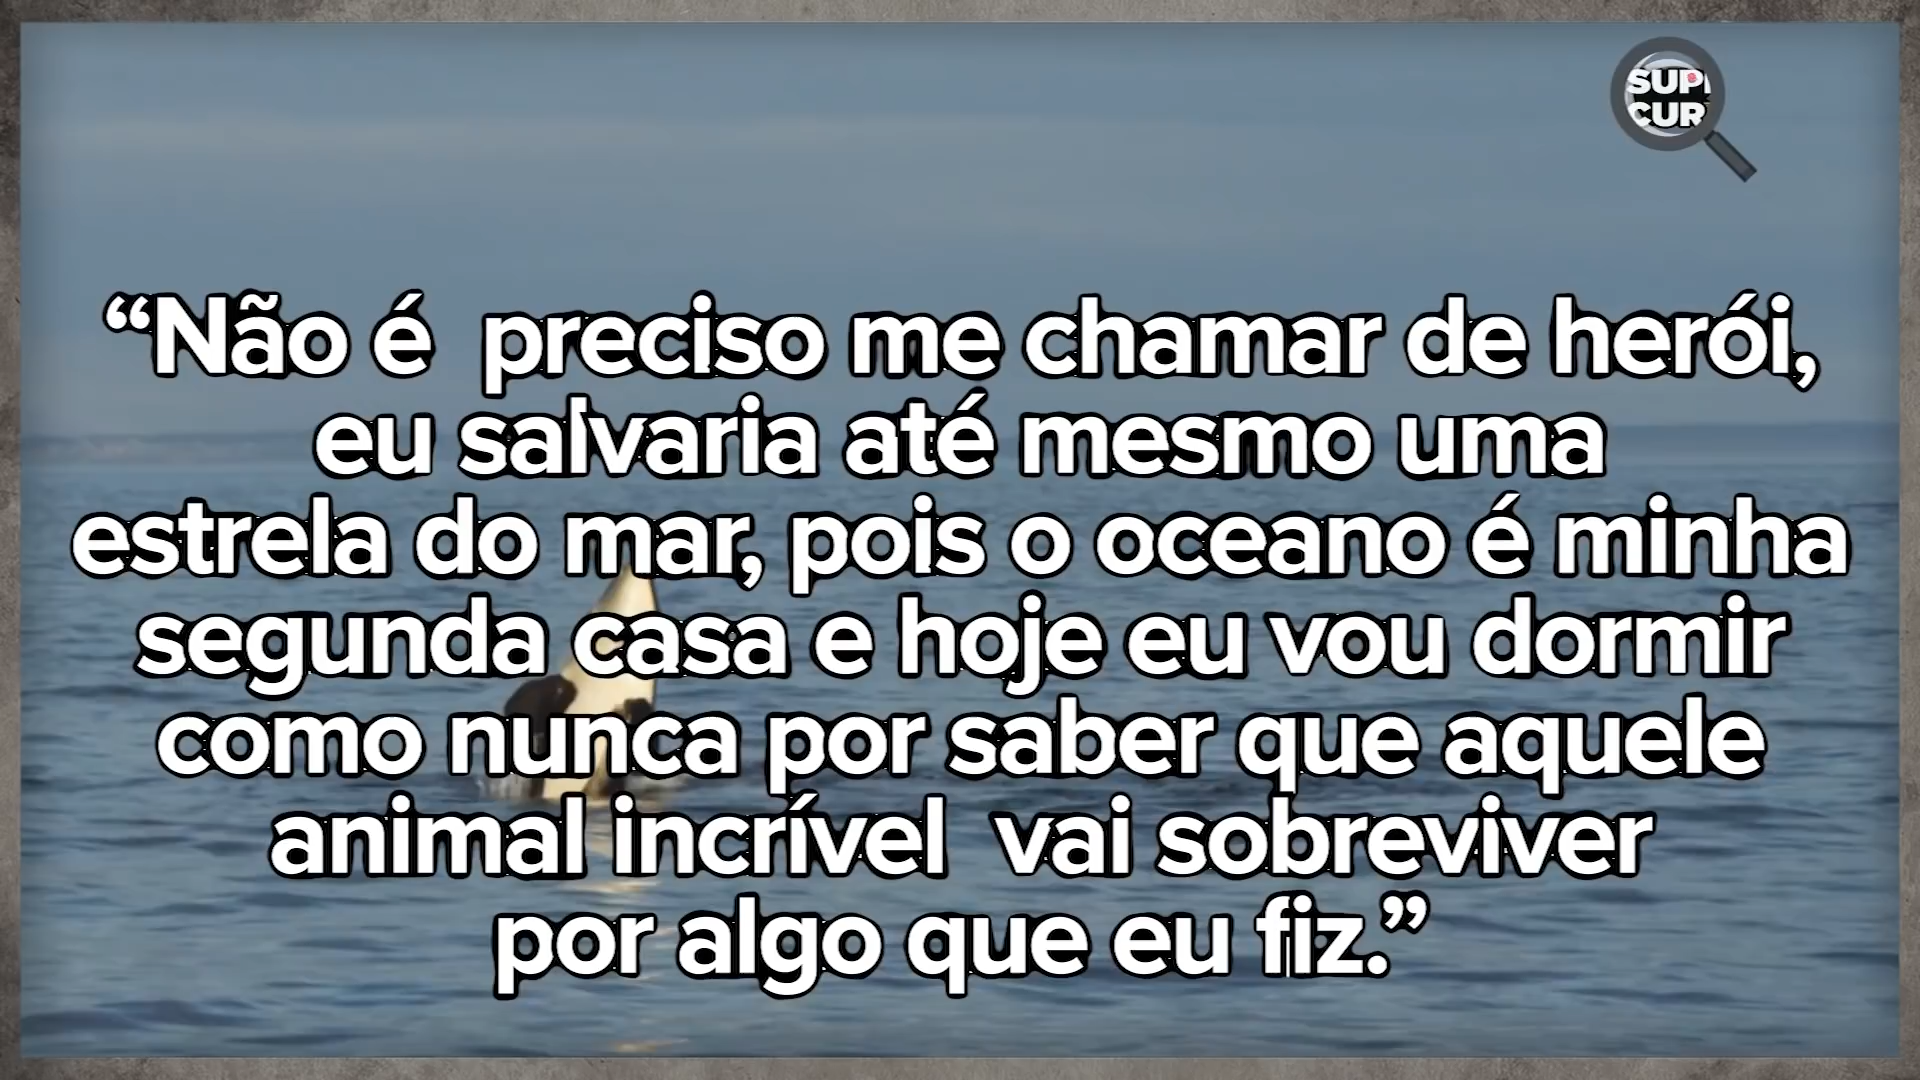 SUP
CUR
“Não é  preciso me chamar de herói,
eu salvaria até mesmo uma
estrela do mar, pois o oceano é minha
segunda casa e hoje eu vou dormir
como nunca por saber que aquele
animal incrível  vai sobreviver
por algo que eu fiz.”